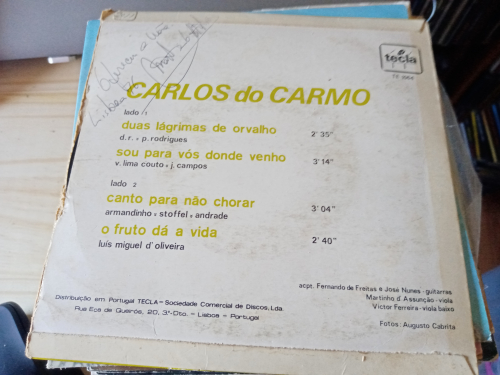 tecla
CARLOS do CARMO
lado 1
duas lágrimas de orvalho 2' 35"
d.r. - p. rodrigues
sou para vós donde venho 3' 14"
v. lima couto - j. campos
lado 2
canto para não chorar 3' 04"
armandinho - stoffel - andrade
o fruto dá a vida 2' 40"
luís miguel d' oliveira
acpt. Fernando de Freitas e José Nunes - guitarras
Martinho d' Assunção - viola
Victor Ferreira - viola baixo
Fotos: Augusto Cabrita
Distribuição em Portugal TECLA - Sociedade Comercial de Discos, Lda.
Rua Eça de Queirós, 20, 3º-Dto. - Lisboa - Portugal